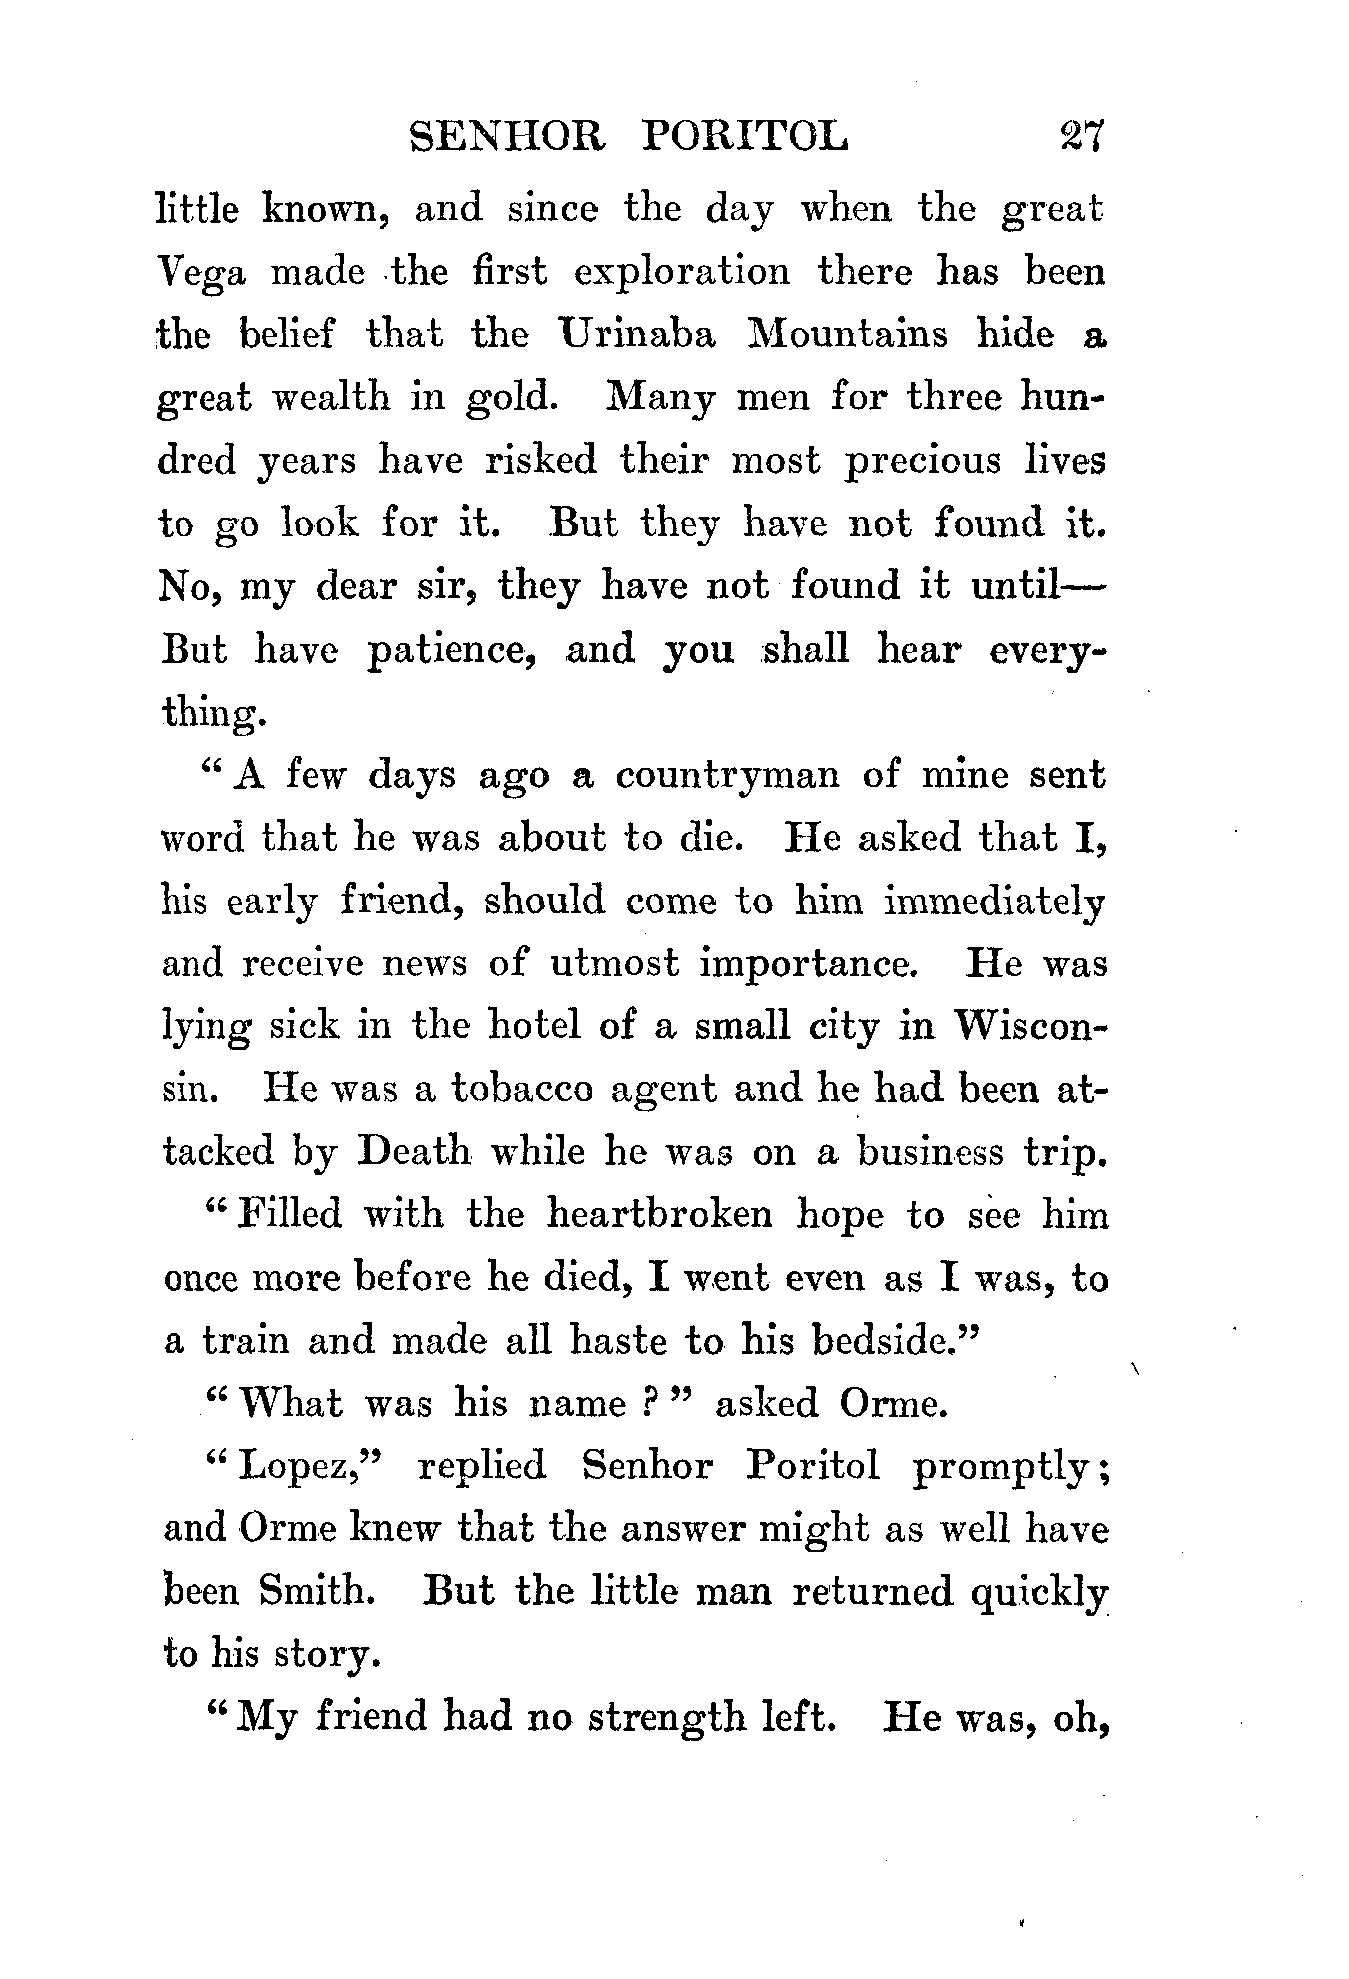 SENHOR PORITOL 27
little known, and since the day when the great
Vega made the first exploration there has been
the belief that the Urinaba Mountains hide a
great wealth in gold. Many men for three hun-
dred years have risked their most precious lives
to go look for it. But they have not found it.
No, my dear sir, they have not found it until—
But have patience, and you shall hear every-
thing.
“A few days ago a countryman of mine sent
word that he was about to die. He asked that I,
his early friend, should come to him immediately
and receive news of utmost importance. He was
lying sick in the hotel of a small city in Wiscon-
sin. He was a tobacco agent and he had been at-
tacked by Death while he was on a business trip.
“Filled with the heartbroken hope to see him
once more before he died, I went even as I was, to
a train and made all haste to his bedside.”
“What was his name?” asked Orme.
“Lopez,” replied Senhor Poritol promptly;
and Orme knew that the answer might as well have
been Smith. But the little man returned quickly
to his story.
“My friend had no strength left. He was, oh,